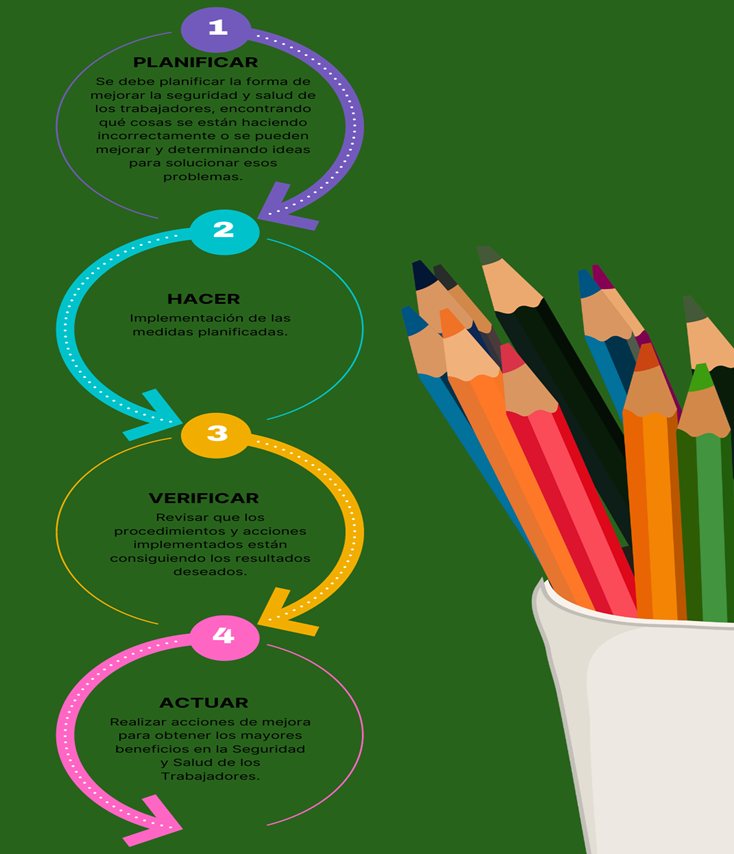 1
PLANIFICAR
Se debe planificar la forma de
mejorar la seguridad y salud de
los trabajadores, encontrando
qué cosas se están haciendo
incorrectamente o se pueden
mejorar y determinando ideas
para solucionar esos
problemas.
2
HACER
Implementación de las
medidas planificadas.
3
VERIFICAR
Revisar que los
procedimientos y acciones
implementados están
consiguiendo los resultados
deseados.
4
ACTUAR
Realizar acciones de mejora
para obtener los mayores
beneficios en la Seguridad
y Salud de los
Trabajadores.